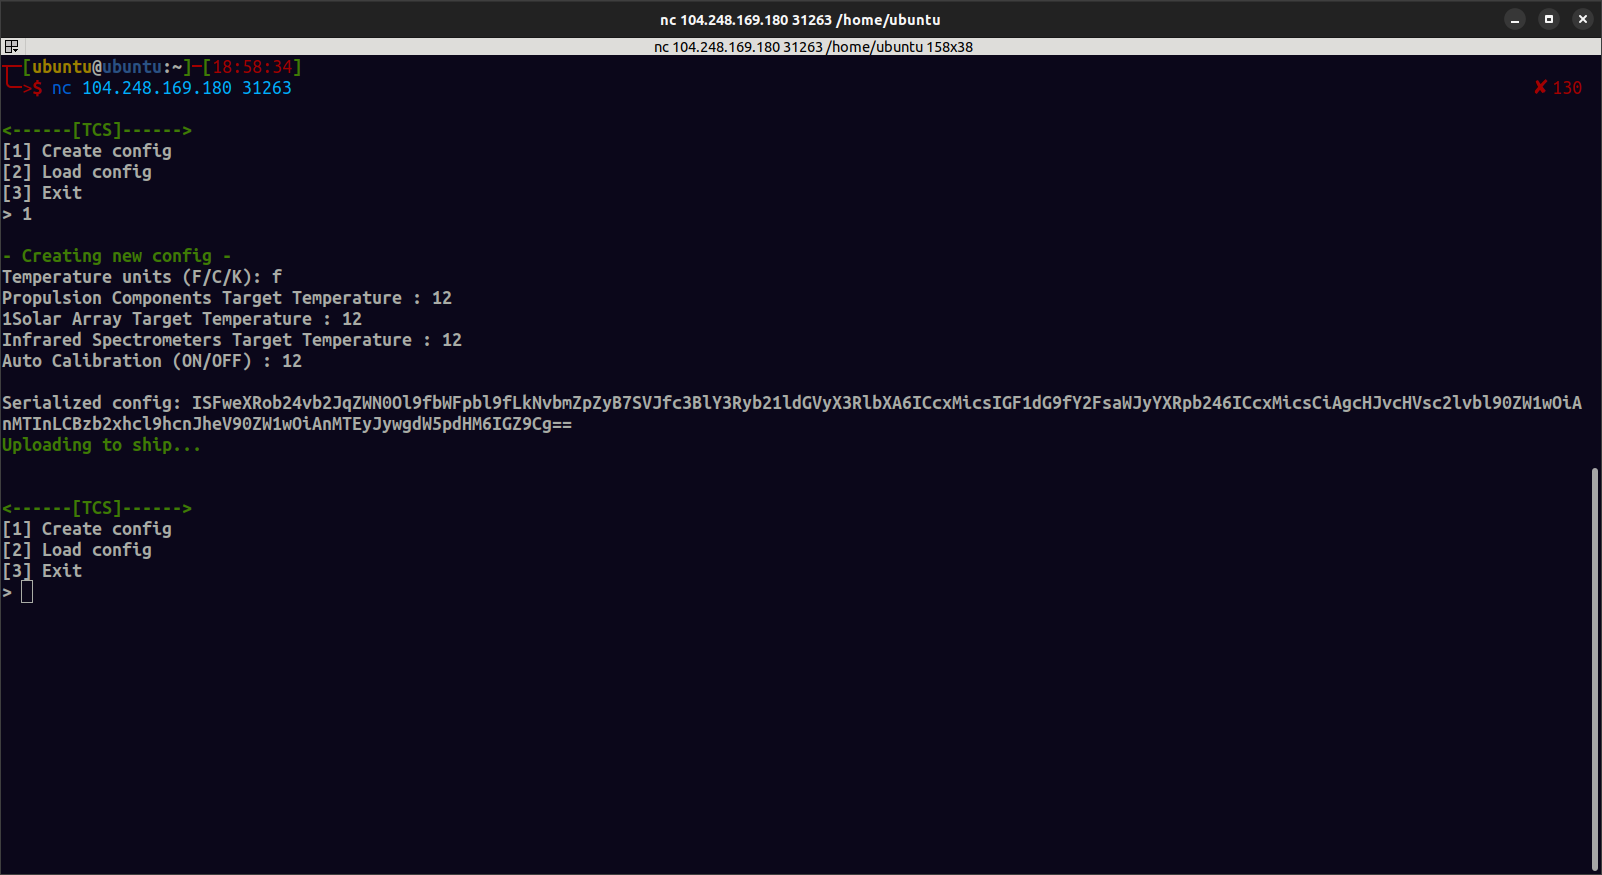 nc 104.248.169.180 31263 /home/ubuntu
nc 104.248.169.180 31263 /home/ubuntu 158x38
[ubuntu@ubuntu:~]─[18:58:34]
╰─>$ nc 104.248.169.180 31263 ✘ 130
<------[TCS]------>
[1] Create config
[2] Load config
[3] Exit
> 1
- Creating new config -
Temperature units (F/C/K): f
Propulsion Components Target Temperature : 12
1Solar Array Target Temperature : 12
Infrared Spectrometers Target Temperature : 12
Auto Calibration (ON/OFF) : 12
Serialized config: ISFweXRob24vb2JqZWN0Ol9fbWFpbl9fLkNvbmZpZyB7SVJfc3BlY3Ryb21ldGVyX3RlbXA6ICcxMicsIGF1dG9fY2FsaWJyYXRpb246ICcxMicsCiAgcHJvcHVsc2lvbl90ZW1wOiA
nMTInLCBzb2xhcl9hcnJheV90ZW1wOiAnMTEyJywgdW5pdHM6IGZ9Cg==
Uploading to ship...
<------[TCS]------>
[1] Create config
[2] Load config
[3] Exit
>